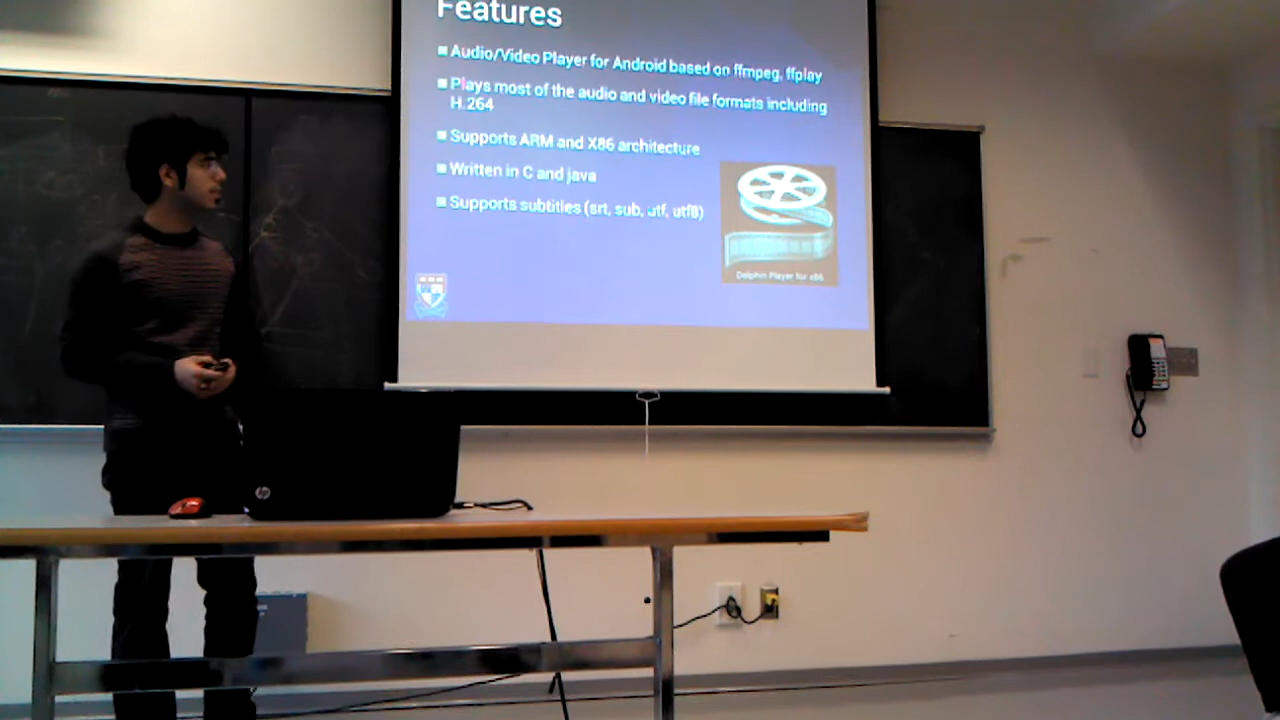 Features
Audio/Video Player for Android based on ffmpeg, ffplay
Plays most of the audio and video file formats including
H.264
Supports ARM and X86 architecture
Written in C and java
Supports subtitles (srt, sub, utf, utf8)
Dolphin Player for x86
hp